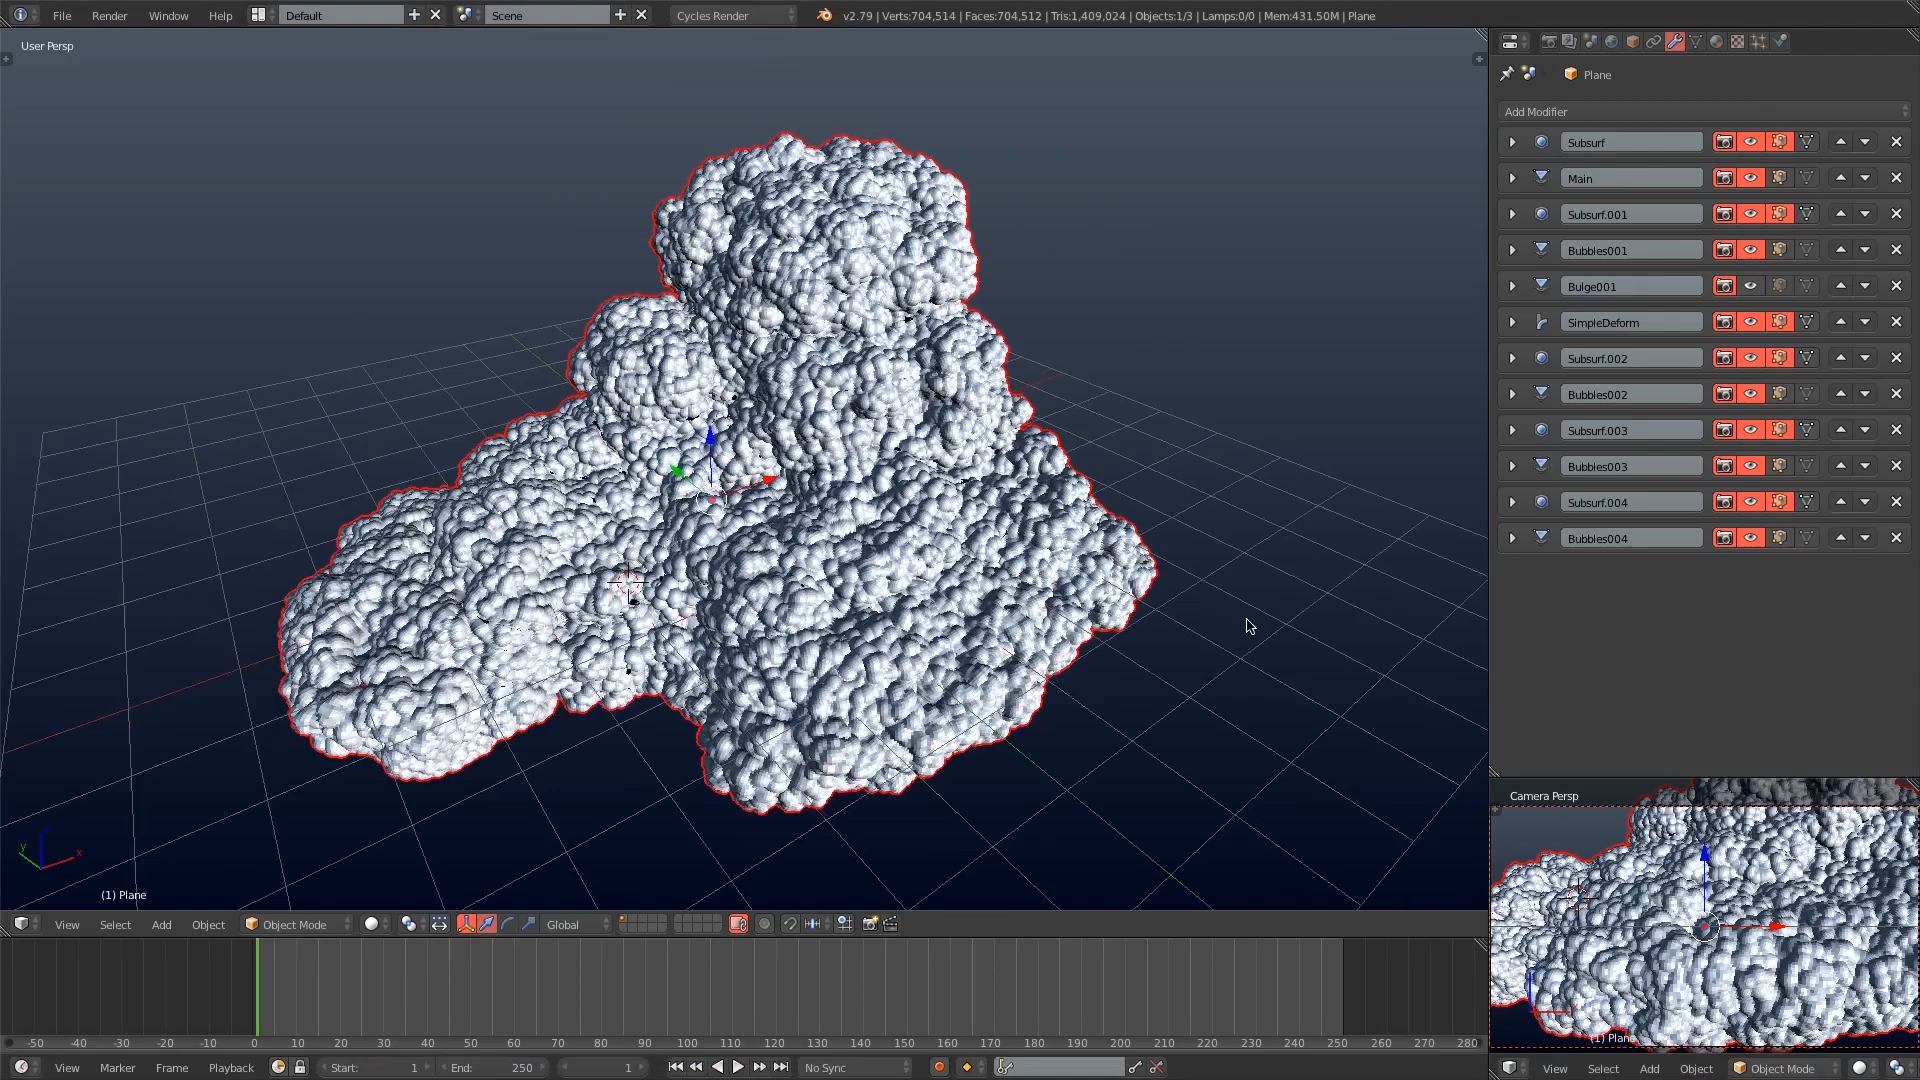 File Render Window Help Default Scene Cycles Render v2.79 | Verts:704,514 | Faces:704,512 | Tris:1,409,024 | Objects:1/3 | Lamps:0/0 | Mem:431.50M | Plane
User Persp
(1) Plane
y x
View Select Add Object Object Mode Global
-50 -40 -30 -20 -10 0 10 20 30 40 50 60 70 80 90 100 110 120 130 140 150 160 170 180 190 200 210 220 230 240 250 260 270 280
View Marker Frame Playback Start: 1 End: 250 1 No Sync
Plane
Add Modifier
Subsurf
Main
Subsurf.001
Bubbles001
Bulge001
SimpleDeform
Subsurf.002
Bubbles002
Subsurf.003
Bubbles003
Subsurf.004
Bubbles004
Camera Persp
(1) Plane
View Select Add Object Object Mode